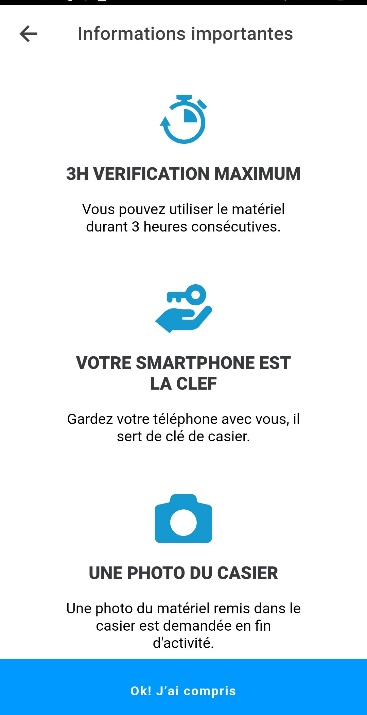 Informations importantes
3H VERIFICATION MAXIMUM
Vous pouvez utiliser le matériel
durant 3 heures consécutives.
VOTRE SMARTPHONE EST
LA CLEF
Gardez votre téléphone avec vous, il
sert de clé de casier.
UNE PHOTO DU CASIER
Une photo du matériel remis dans le
casier est demandée en fin
d'activité.
Ok! J'ai compris